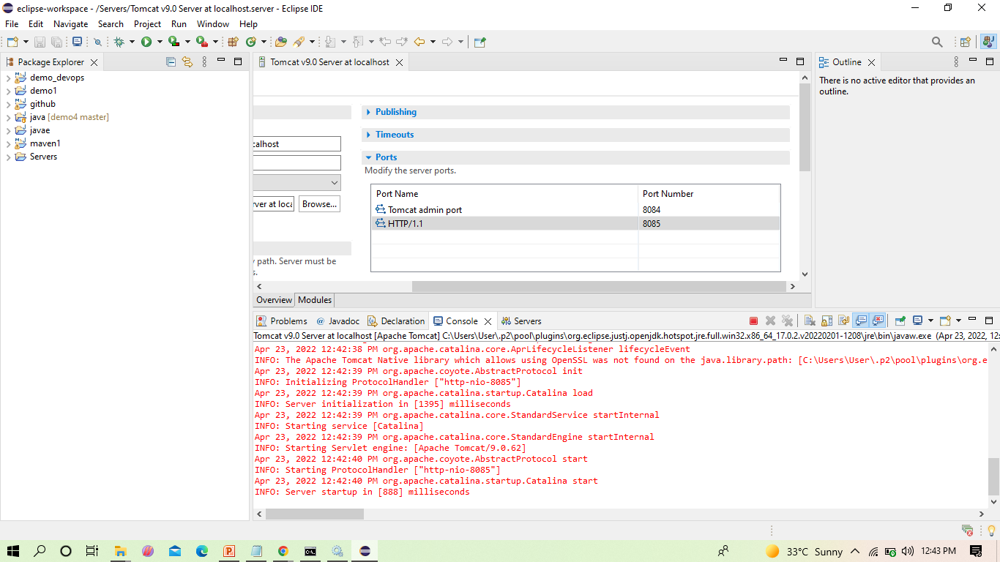 eclipse-workspace - /Servers/Tomcat v9.0 Server at localhost.server - Eclipse IDE
File Edit Navigate Search Project Run Window Help
Package Explorer
demo_devops
demo1
github
java [demo4 master]
javae
maven1
Servers
Tomcat v9.0 Server at localhost
Publishing
calhost
Timeouts
Ports
Modify the server ports.
Port Name Port Number
Tomcat admin port 8084
HTTP/1.1 8085
rver at loca Browse...
path. Server must be
s.
Overview Modules
Outline
There is no active editor that provides an
outline.
Problems @ Javadoc Declaration Console Servers
Tomcat v9.0 Server at localhost [Apache Tomcat] C:\Users\User\.p2\pool\plugins\org.eclipse.justj.openjdk.hotspot.jre.full.win32.x86_64_17.0.2.v20220201-1208\jre\bin\javaw.exe (Apr 23, 2022, 12:
Apr 23, 2022 12:42:38 PM org.apache.catalina.core.AprLifecycleListener lifecycleEvent
INFO: The Apache Tomcat Native library which allows using OpenSSL was not found on the java.library.path: [C:\Users\User\.p2\pool\plugins\org.e
Apr 23, 2022 12:42:39 PM org.apache.coyote.AbstractProtocol init
INFO: Initializing ProtocolHandler ["http-nio-8085"]
Apr 23, 2022 12:42:39 PM org.apache.catalina.startup.Catalina load
INFO: Server initialization in [1395] milliseconds
Apr 23, 2022 12:42:39 PM org.apache.catalina.core.StandardService startInternal
INFO: Starting service [Catalina]
Apr 23, 2022 12:42:39 PM org.apache.catalina.core.StandardEngine startInternal
INFO: Starting Servlet engine: [Apache Tomcat/9.0.62]
Apr 23, 2022 12:42:40 PM org.apache.coyote.AbstractProtocol start
INFO: Starting ProtocolHandler ["http-nio-8085"]
Apr 23, 2022 12:42:40 PM org.apache.catalina.startup.Catalina start
INFO: Server startup in [888] milliseconds
33°C Sunny 12:43 PM